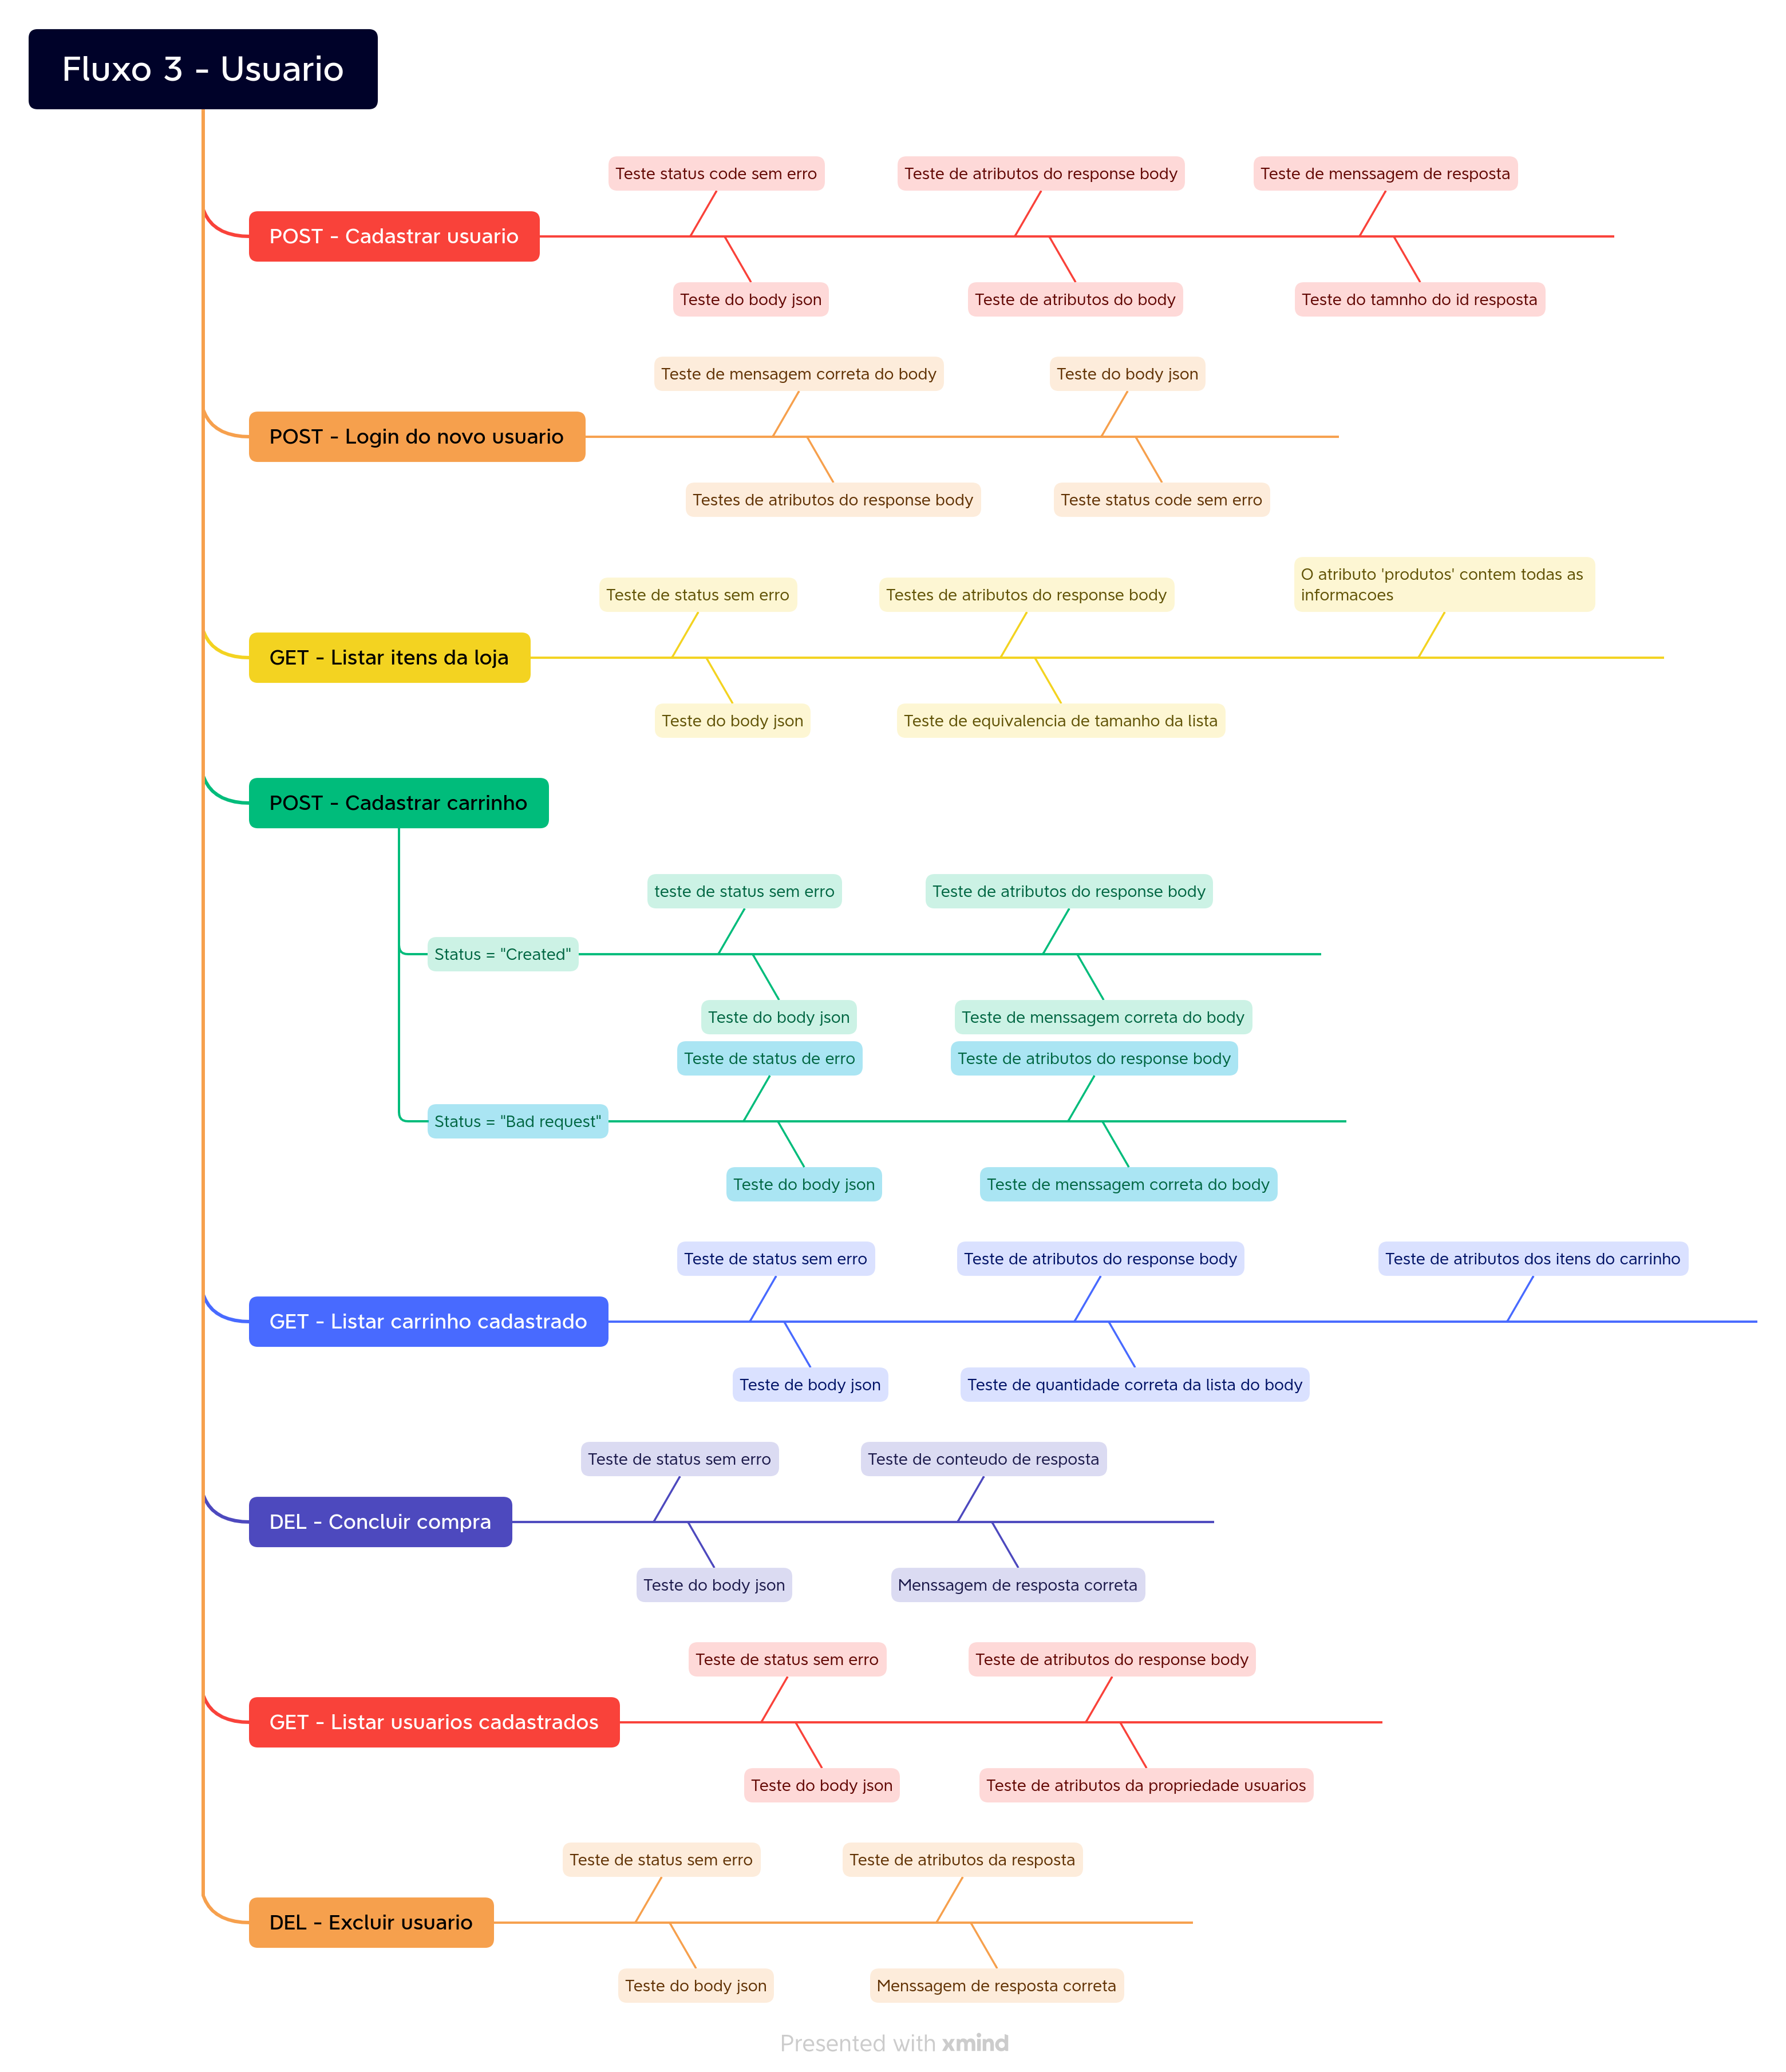 Fluxo 3 - Usuario
Teste status code sem erro
Teste de atributos do response body
Teste de menssagem de resposta
POST - Cadastrar usuario
Teste do body json
Teste de atributos do body
Teste do tamnho do id resposta
Teste de mensagem correta do body
Teste do body json
POST - Login do novo usuario
Testes de atributos do response body
Teste status code sem erro
Teste de status sem erro
Testes de atributos do response body
O atributo 'produtos' contem todas as
informacoes
GET - Listar itens da loja
Teste do body json
Teste de equivalencia de tamanho da lista
POST - Cadastrar carrinho
teste de status sem erro
Teste de atributos do response body
Status = "Created"
Teste do body json
Teste de menssagem correta do body
Teste de status de erro
Teste de atributos do response body
Status = "Bad request"
Teste do body json
Teste de menssagem correta do body
Teste de status sem erro
Teste de atributos do response body
Teste de atributos dos itens do carrinho
GET - Listar carrinho cadastrado
Teste de body json
Teste de quantidade correta da lista do body
Teste de status sem erro
Teste de conteudo de resposta
DEL - Concluir compra
Teste do body json
Menssagem de resposta correta
Teste de status sem erro
Teste de atributos do response body
GET - Listar usuarios cadastrados
Teste do body json
Teste de atributos da propriedade usuarios
Teste de status sem erro
Teste de atributos da resposta
DEL - Excluir usuario
Teste do body json
Menssagem de resposta correta
Presented with xmind